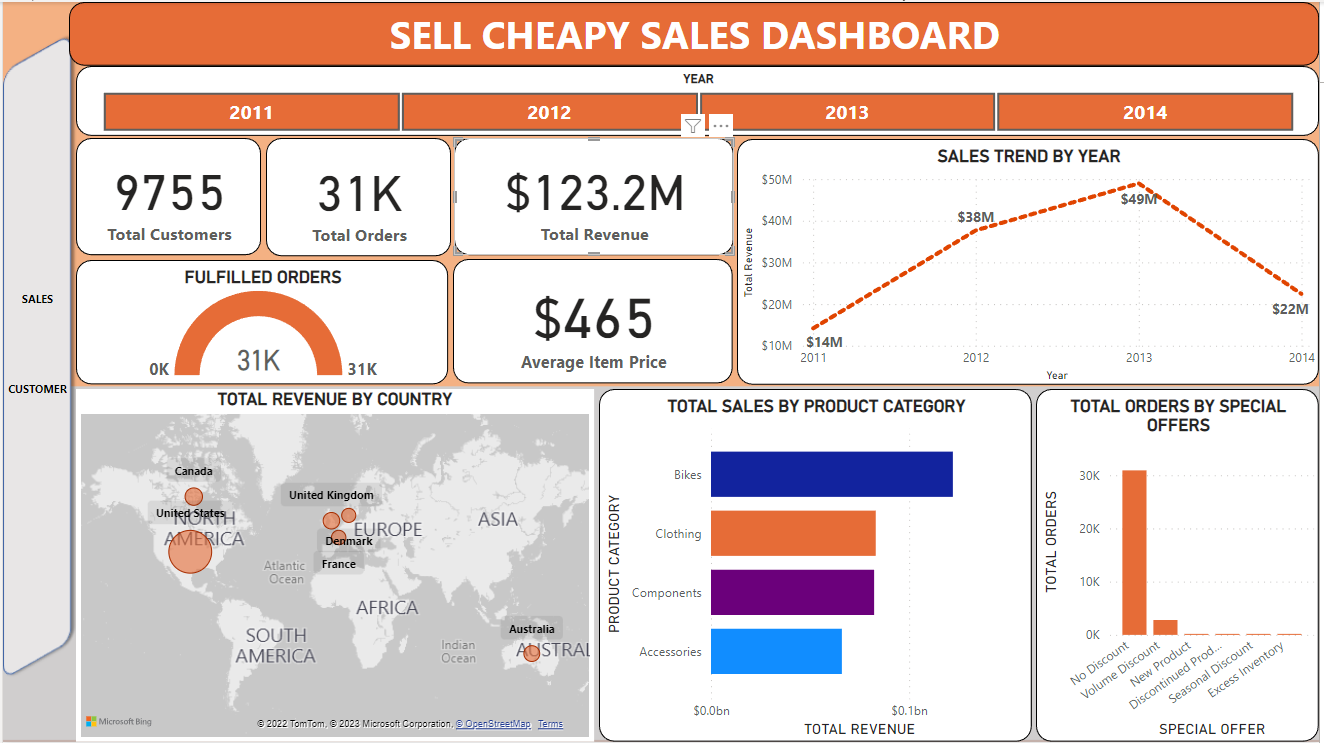 SELL CHEAPY SALES DASHBOARD
YEAR
2011
2012
2013
2014
SALES
CUSTOMER
9755
Total Customers
31K
Total Orders
$123.2M
Total Revenue
FULFILLED ORDERS
0K
31K
31K
$465
Average Item Price
SALES TREND BY YEAR
Total Revenue
$50M
$40M
$30M
$20M
$10M
$14M
$38M
$49M
$22M
2011
2012
2013
2014
Year
TOTAL REVENUE BY COUNTRY
Canada
United States
NORTH
AMERICA
United Kingdom
EUROPE
Denmark
France
ASIA
Atlantic
Ocean
AFRICA
SOUTH
AMERICA
Indian
Ocean
Australia
AUSTRAL
Microsoft Bing
© 2022 TomTom, © 2023 Microsoft Corporation, © OpenStreetMap Terms
TOTAL SALES BY PRODUCT CATEGORY
PRODUCT CATEGORY
Bikes
Clothing
Components
Accessories
$0.0bn
$0.1bn
TOTAL REVENUE
TOTAL ORDERS BY SPECIAL
OFFERS
TOTAL ORDERS
30K
20K
10K
0K
No Discount
Volume Discount
New Product
Discontinued Prod...
Seasonal Discount
Excess Inventory
SPECIAL OFFER